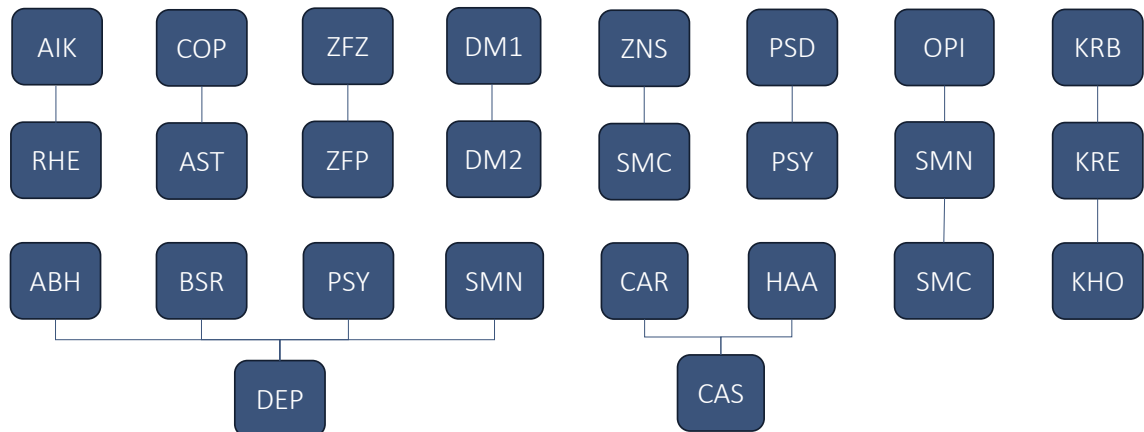 AIK COP ZFZ DM1 ZNS PSD OPI KRB
RHE AST ZFP DM2 SMC PSY SMN KRE
ABH BSR PSY SMN CAR HAA SMC KHO
DEP CAS